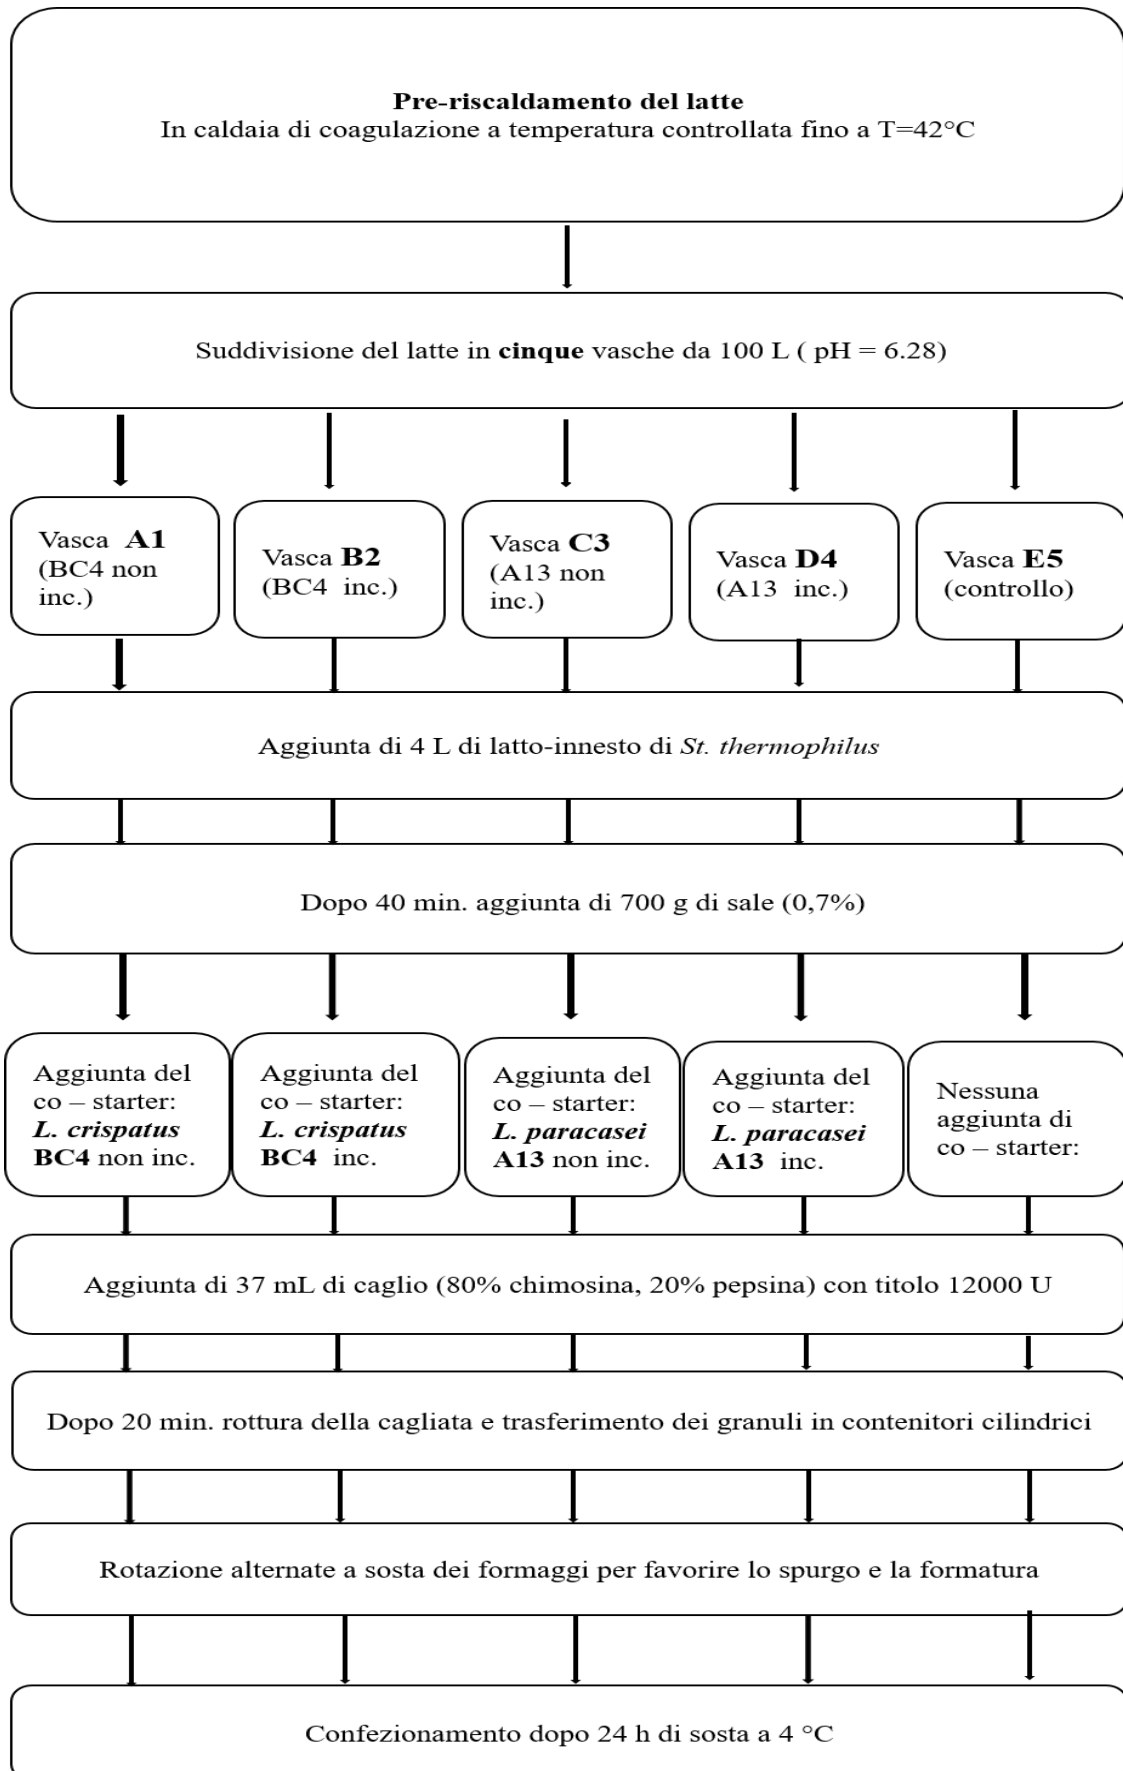 Pre-riscaldamento del latte
In caldaia di coagulazione a temperatura controllata fino a T=42°C
Suddivisione del latte in cinque vasche da 100 L ( pH = 6.28)
Vasca A1
(BC4 non
inc.)
Vasca B2
(BC4 inc.)
Vasca C3
(A13 non
inc.)
Vasca D4
(A13 inc.)
Vasca E5
(controllo)
Aggiunta di 4 L di latto-innesto di St. thermophilus
Dopo 40 min. aggiunta di 700 g di sale (0,7%)
Aggiunta del
co – starter:
L. crispatus
BC4 non inc.
Aggiunta del
co – starter:
L. crispatus
BC4 inc.
Aggiunta del
co – starter:
L. paracasei
A13 non inc.
Aggiunta del
co – starter:
L. paracasei
A13 inc.
Nessuna
aggiunta di
co – starter:
Aggiunta di 37 mL di caglio (80% chimosina, 20% pepsina) con titolo 12000 U
Dopo 20 min. rottura della cagliata e trasferimento dei granuli in contenitori cilindrici
Rotazione alternate a sosta dei formaggi per favorire lo spurgo e la formatura
Confezionamento dopo 24 h di sosta a 4 °C